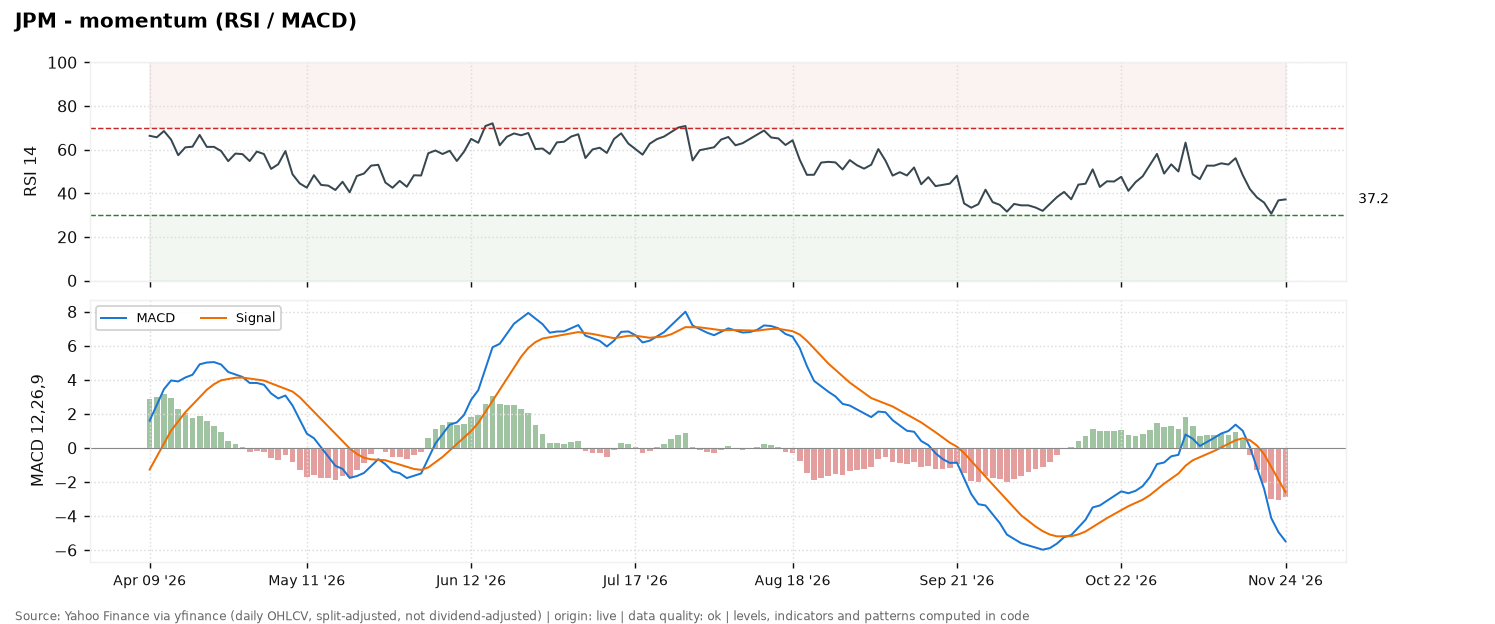 JPM - momentum (RSI / MACD)
100
80
60
40
20
0
RSI 14
37.2
MACD Signal
8
6
4
2
0
−2
−4
−6
MACD 12,26,9
Apr 09 '26 May 11 '26 Jun 12 '26 Jul 17 '26 Aug 18 '26 Sep 21 '26 Oct 22 '26 Nov 24 '26
Source: Yahoo Finance via yfinance (daily OHLCV, split-adjusted, not dividend-adjusted) | origin: live | data quality: ok | levels, indicators and patterns computed in code